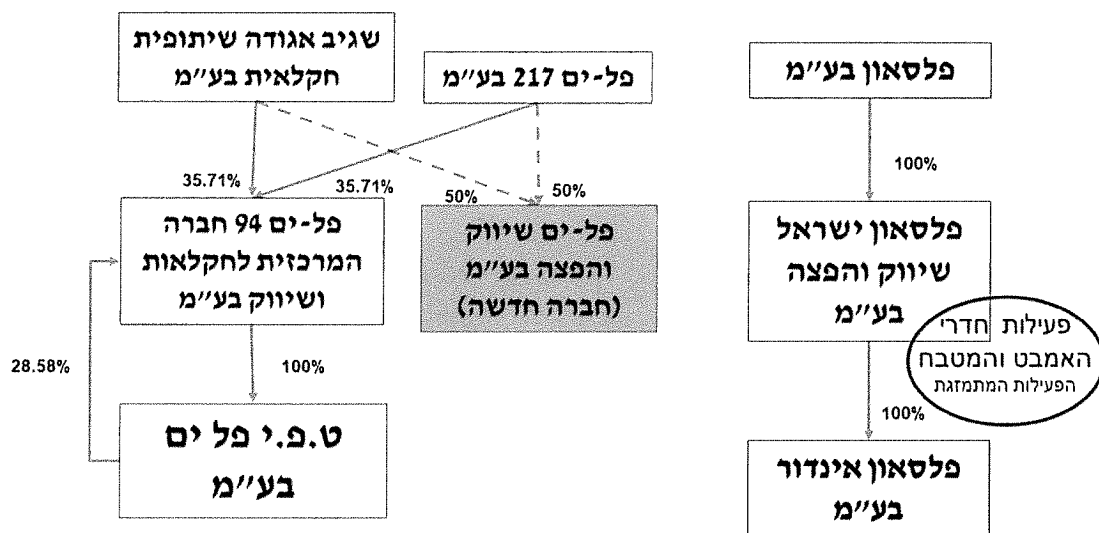 שגיב אגודה שיתופית
חקלאית בע"מ
פל-ים 217 בע"מ
פלסאון בע"מ
35.71%
35.71%
50%
50%
100%
פל-ים 94 חברה
המרכזית לחקלאות
ושיווק בע"מ
פל-ים שיווק
והפצה בע"מ
(חברה חדשה)
פלסאון ישראל
שיווק והפצה
בע"מ
פעילות חדרי
האמבט והמטבח
הפעילות המתמזגת
28.58%
100%
100%
ט.פ.י פל ים
בע"מ
פלסאון אינדור
בע"מ